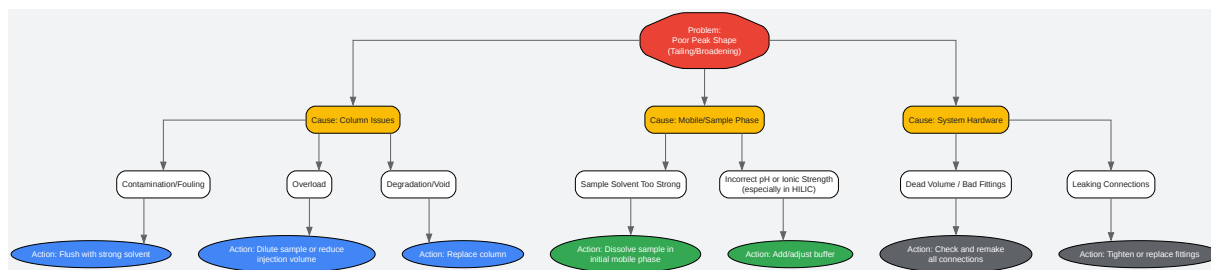 Problem:
Poor Peak Shape
(Tailing/Broadening)
Cause: Column Issues
Cause: Mobile/Sample Phase
Cause: System Hardware
Contamination/Fouling
Overload
Degradation/Void
Sample Solvent Too Strong
Incorrect pH or Ionic Strength
(especially in HILIC)
Dead Volume / Bad Fittings
Leaking Connections
Action: Flush with strong solvent
Action: Dilute sample or reduce
injection volume
Action: Replace column
Action: Dissolve sample in
initial mobile phase
Action: Add/adjust buffer
Action: Check and remake
all connections
Action: Tighten or replace fittings